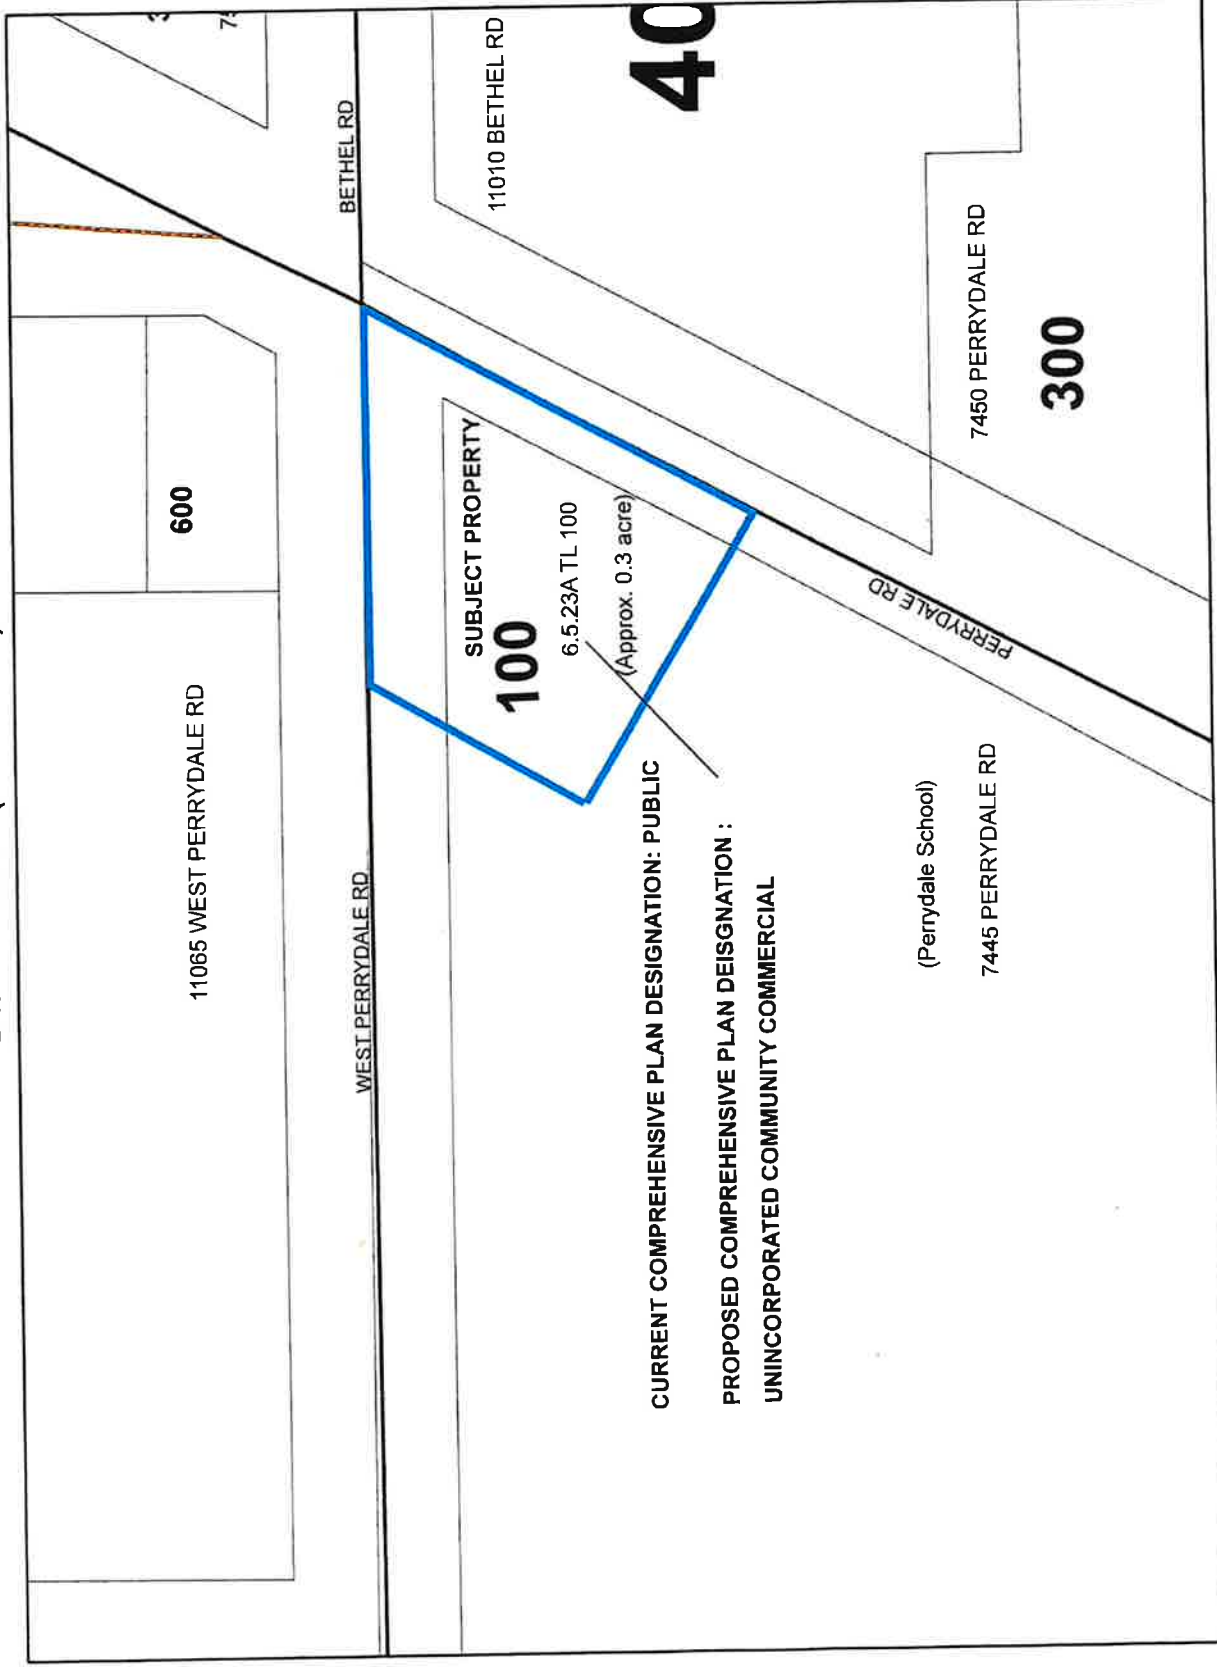 11065 WEST PERRYDALE RD
600
WEST PERRYDALE RD
BETHEL RD
11010 BETHEL RD
40
SUBJECT PROPERTY
100
6.5.23A TL 100
(Approx. 0.3 acre)
CURRENT COMPREHENSIVE PLAN DESIGNATION: PUBLIC
PROPOSED COMPREHENSIVE PLAN DEISGNATION :
UNINCORPORATED COMMUNITY COMMERCIAL
PERRYDALE RD
(Perrydale School)
7445 PERRYDALE RD
7450 PERRYDALE RD
300